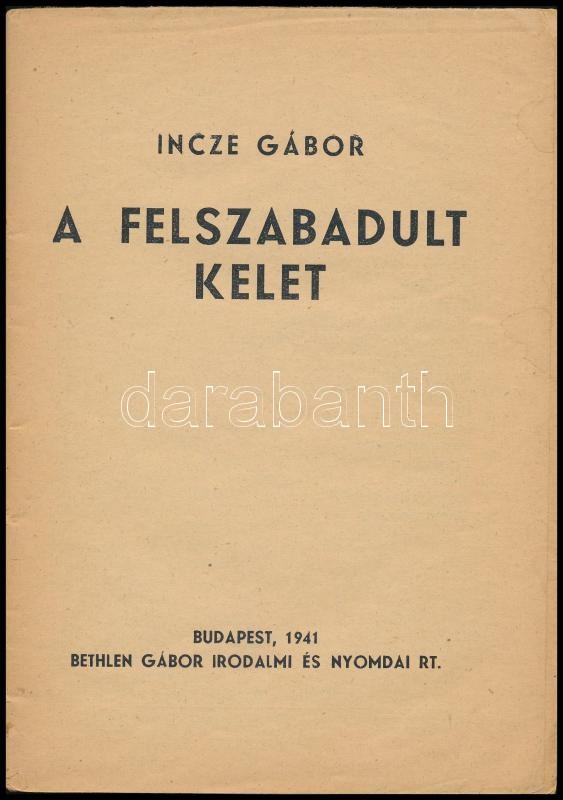 INCZE GÁBOR
A FELSZABADULT
KELET
darabanth
BUDAPEST, 1941
BETHLEN GÁBOR IRODALMI ÉS NYOMDAI RT.